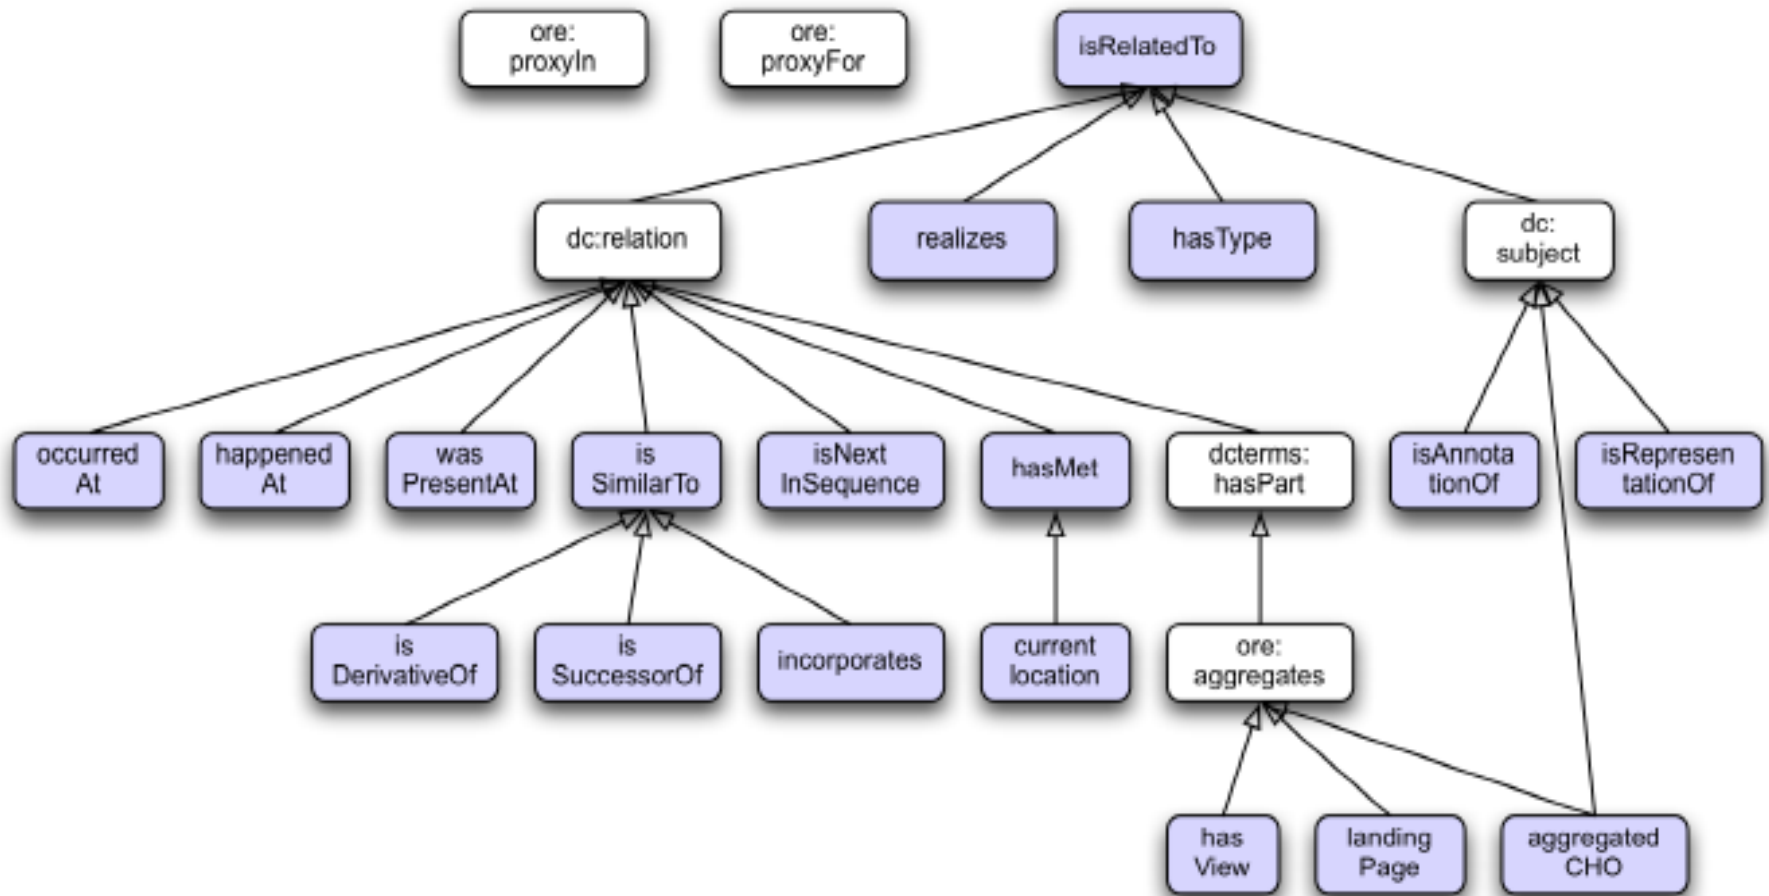 ore:
proxyIn
ore:
proxyFor
isRelatedTo
dc:relation
realizes
hasType
dc:
subject
occurred
At
happened
At
was
PresentAt
is
SimilarTo
isNext
InSequence
hasMet
dcterms:
hasPart
isAnnota
tionOf
isRepresen
tationOf
is
DerivativeOf
is
SuccessorOf
incorporates
current
location
ore:
aggregates
has
View
landing
Page
aggregated
CHO